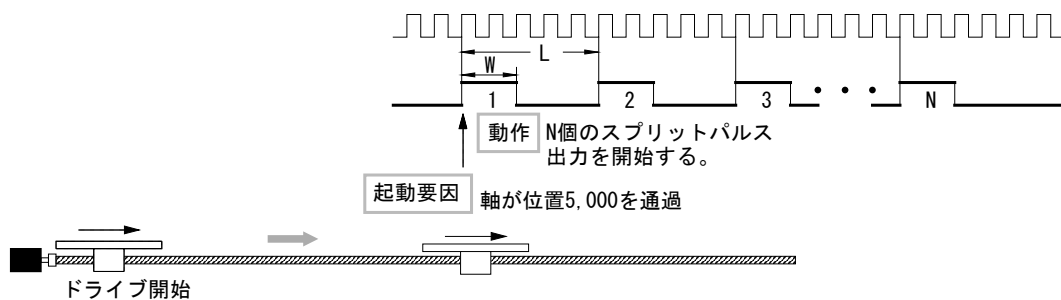 L
W
1 2 3 • • • N
動作 N個のスプリットパルス
出力を開始する。
起動要因 軸が位置5,000を通過
ドライブ開始